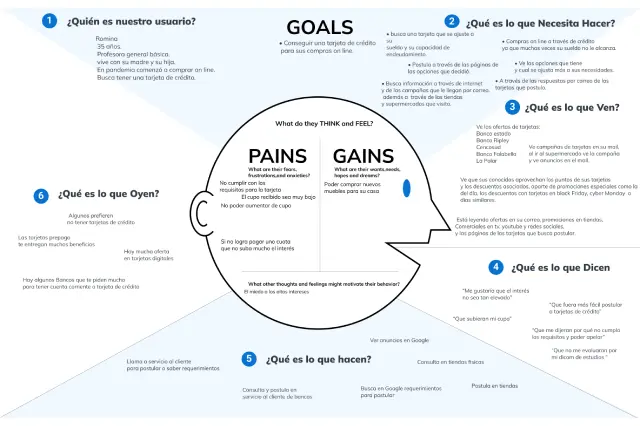 1 ¿Quién es nuestro usuario?
Romina
35 años.
Profesora general básica.
vive con su madre y su hija.
En pandemia comenzó a comprar on line.
Busca tener una tarjeta de crédito.
GOALS
• Conseguir una tarjeta de crédito
para sus compras on line.
2 ¿Qué es lo que Necesita Hacer?
• busca una tarjeta que se ajuste a
su
sueldo y su capacidad de
endeudamiento.
• Compras on line a través de crédito
ya que muchas veces su sueldo no le alcanza.
• Postula a través de las páginas de
las opciones que decidió.
• Ve las opciones que tiene
y cual se ajusta más a sus necesidades.
• Busca información a través de internet
y de las campañas que le llegan por correo.
además a través de las tiendas
y supermercados que visita.
• A través de las respuestas por correo de las
tarjetas que postula.
3 ¿Qué es lo que Ven?
Ve las ofertas de tarjetas:
Banco estado
Banco Ripley
Cencosud
Banco Falabella
La Polar
Ve campañas de tarjetas en su mail,
al ir al supermercado ve la campaña
y ve anuncios en el mail.
Ve que sus conocidos aprovechan los puntos de sus tarjetas
y los descuentos asociados, aparte de promociones especiales como la
del día, los descuentos con tarjetas en black Friday, cyber Monday o
días similares.
Está leyendo ofertas en su correo, promociones en tiendas,
Comerciales en tv, youtube y redes sociales,
y las páginas de las tarjetas que busca postular.
What do they THINK and FEEL?
PAINS
What are their fears,
frustrations,and anxieties?
No cumplir con los
requisitos para la tarjeta
El cupo recibido sea muy bajo
No poder aumentar de cupo
Si no logra pagar una cuota
que no suba mucho el interés
GAINS
What are their wants,needs,
hopes and dreams?
Poder comprar nuevos
muebles para su casa
What other thoughts and feelings might motivate their behavior?
El miedo a los altos intereses
6 ¿Qué es lo que Oyen?
Algunos prefieren
no tener tarjetas de crédito
Las tarjetas prepago
te entregan muchos beneficios
Hay mucha oferta
en tarjetas digitales
Hay algunos Bancos que te piden mucho
para tener cuenta corriente o tarjeta de crédito
4 ¿Qué es lo que Dicen
"Me gustaría que el interés
no sea tan elevado"
"Que fuera más fácil postular
a tarjetas de crédito"
"Que subieran mi cupo"
"Que me dijeran por qué no cumplo
los requisitos y poder apelar"
"Que no me evaluaran por
mi dicom de estudios "
5 ¿Qué es lo que hacen?
Ver anuncios en Google
Llama a servicio al cliente
para postular o saber requerimientos
Consulta en tiendas físicas
Consulta y postula en
servicio al cliente de bancos
Busca en Google requerimientos
para postular
Postula en tiendas